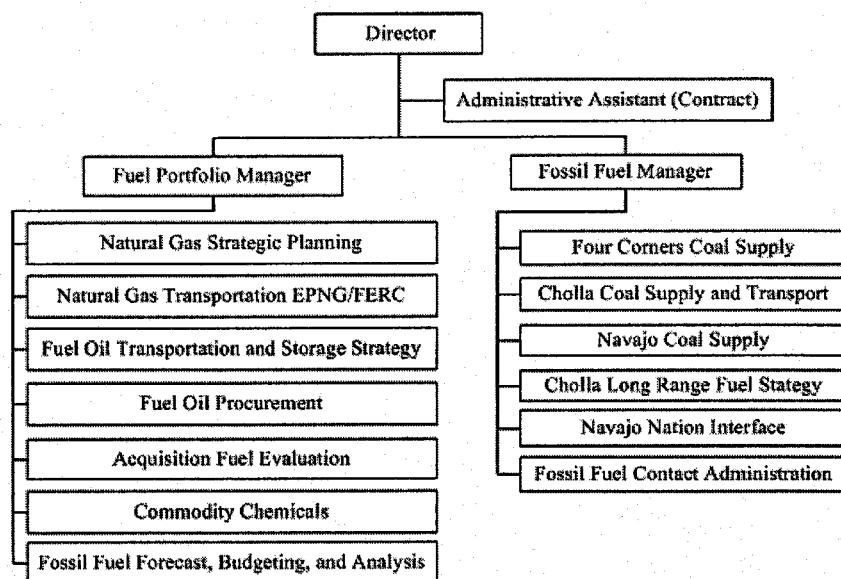 Director
Administrative Assistant (Contract)
Fuel Portfolio Manager
Fossil Fuel Manager
Natural Gas Strategic Planning
Natural Gas Transportation EPNG/FERC
Fuel Oil Transportation and Storage Strategy
Fuel Oil Procurement
Acquisition Fuel Evaluation
Commodity Chemicals
Fossil Fuel Forecast, Budgeting, and Analysis
Four Corners Coal Supply
Cholla Coal Supply and Transport
Navajo Coal Supply
Cholla Long Range Fuel Stategy
Navajo Nation Interface
Fossil Fuel Contact Administration